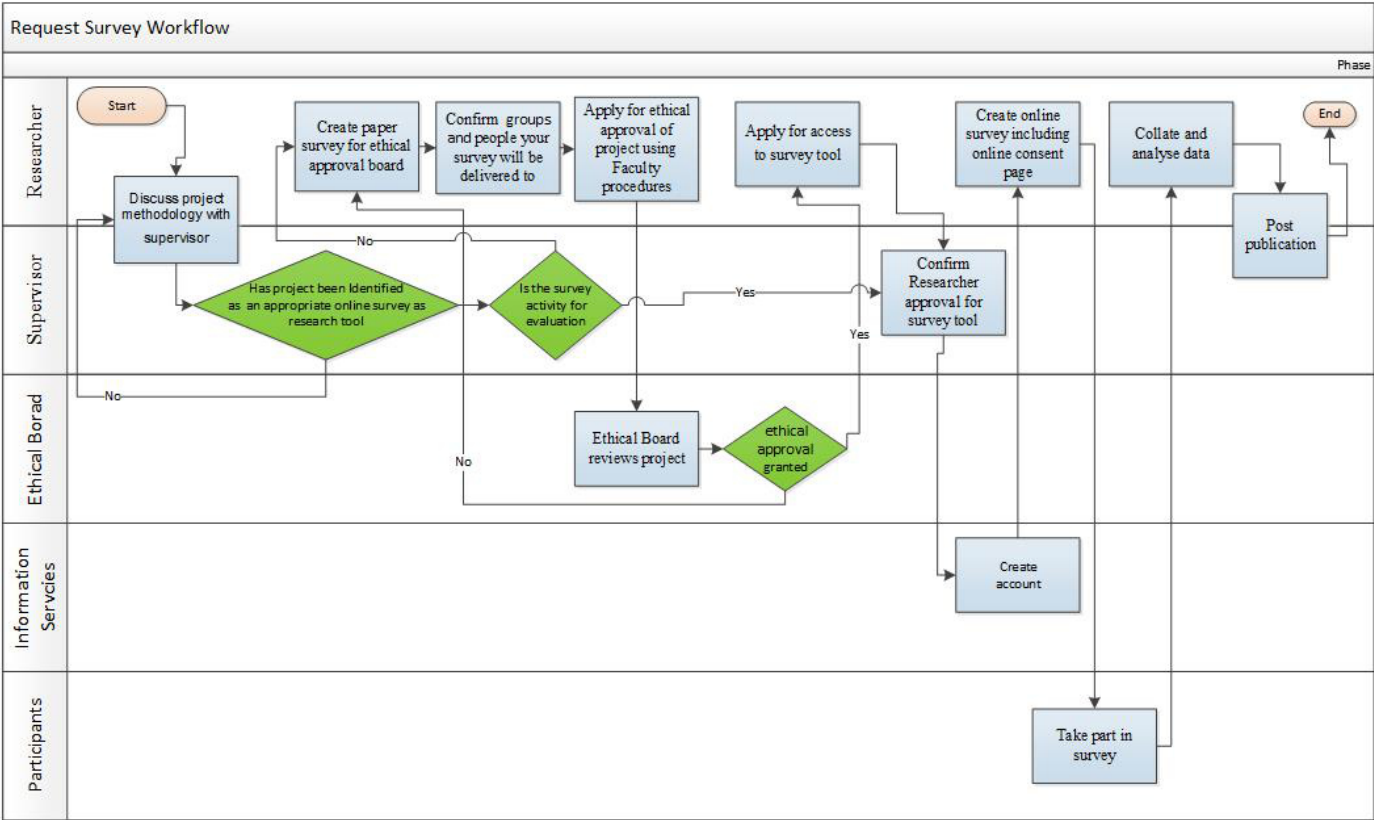 Request Survey Workflow
Phase
Researcher
Start
Create paper
survey for ethical
approval board
Confirm groups
and people your
survey will be
delivered to
Apply for ethical
approval of
project using
Faculty
procedures
Apply for access
to survey tool
Create online
survey including
online consent
page
Collate and
analyse data
End
Discuss project
methodology with
supervisor
Post
publication
Supervisor
No
Has project been Identified
as an appropriate online survey as
research tool
Is the survey
activity for
evaluation
Yes
Confirm
Researcher
approval for
survey tool
Yes
No
Ethical Borad
No
Ethical Board
reviews project
ethical
approval
granted
Information
Servcies
Create
account
Participants
Take part in
survey